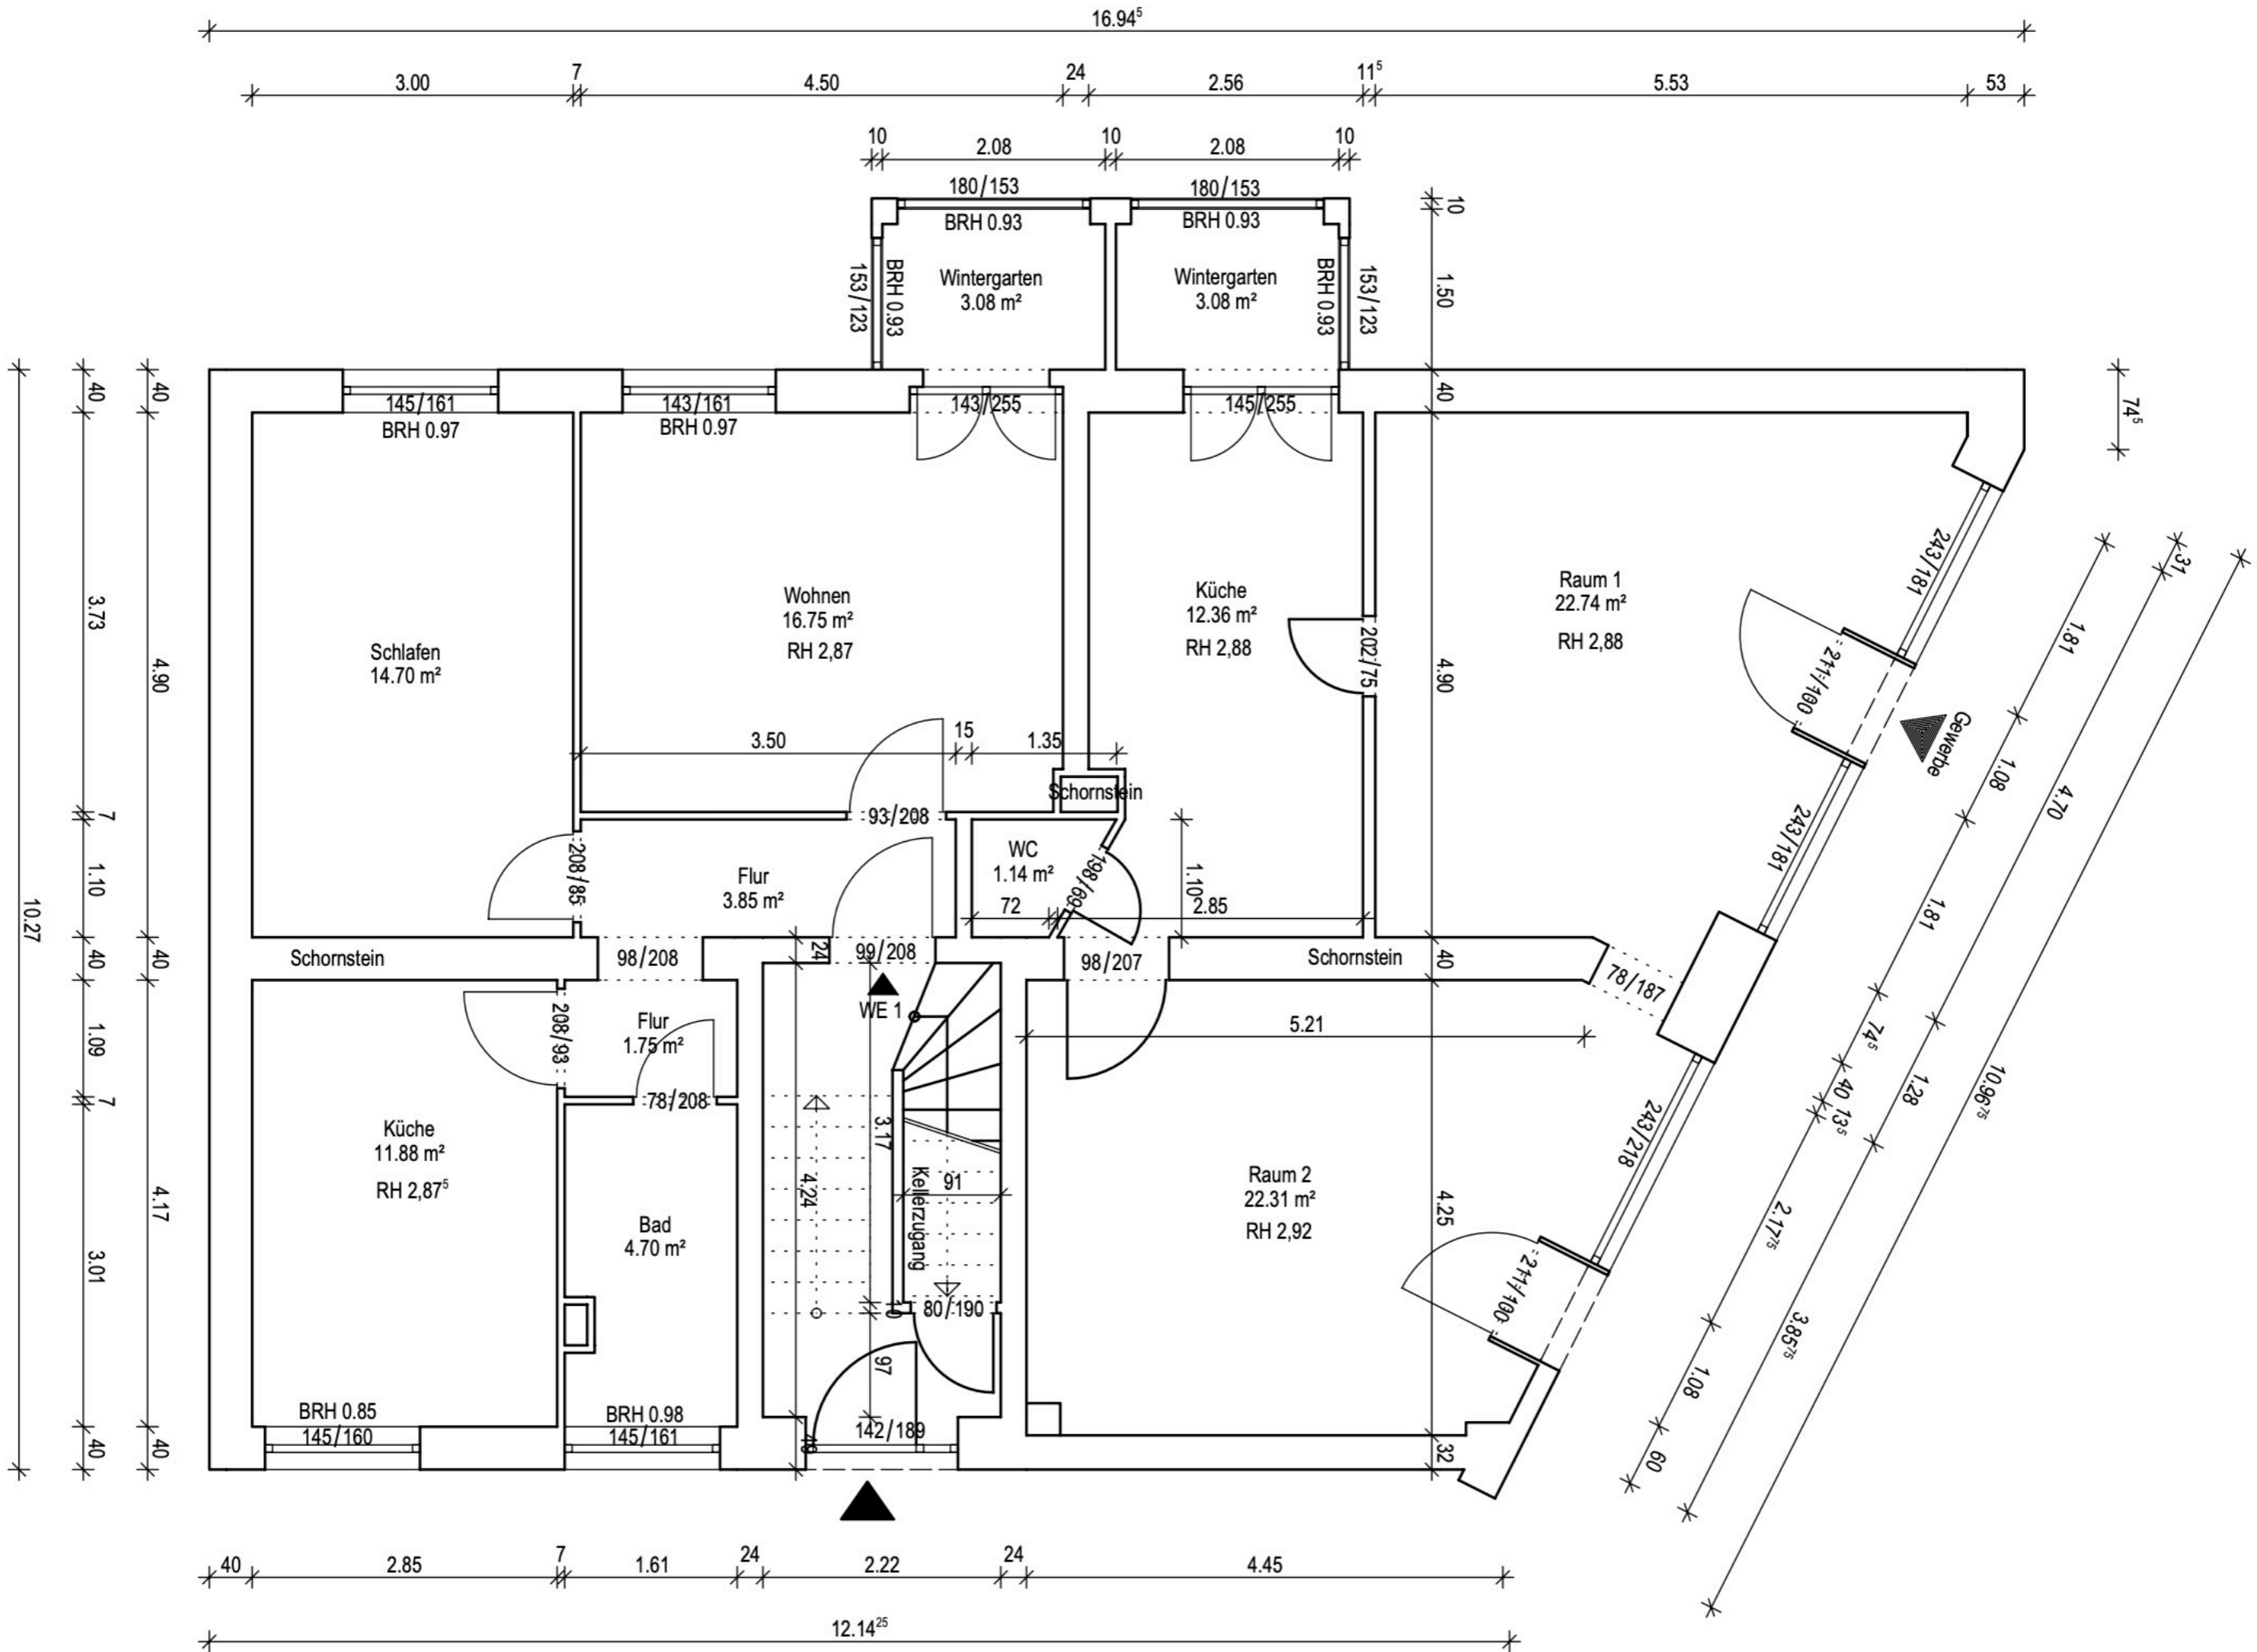 16.94⁵
3.00
7
4.50
24
2.56
11⁵
5.53
53
10
2.08
10
2.08
10
180/153
BRH 0.93
180/153
BRH 0.93
153/123
BRH 0.93
Wintergarten
3.08 m²
Wintergarten
3.08 m²
BRH 0.93
153/123
10
1.50
40
40
40
74⁵
145/161
BRH 0.97
143/161
BRH 0.97
143/255
145/255
243/181
31
Schlafen
14.70 m²
Wohnen
16.75 m²
RH 2,87
Küche
12.36 m²
RH 2,88
202/75
Raum 1
22.74 m²
RH 2,88
211/100
Gewerbe
1.81
3.73
4.90
4.90
3.50
15
1.35
1.08
4.70
Schornstein
93/208
243/181
7
208/85
Flur
3.85 m²
WC
1.14 m²
198/69
1.10
1.10⁵
72
2.85
1.81
10.27
40
40
Schornstein
98/208
24
99/208
98/207
Schornstein
40
78/187
WE 1
208/93
Flur
1.75 m²
1.09
5.21
74⁵
1.28
10.96⁷⁵
40
13⁵
7
78/208
3.17
243/218
Küche
11.88 m²
RH 2,87⁵
4.17
4.24
Kellerzugang
91
Raum 2
22.31 m²
RH 2,92
4.25
Bad
4.70 m²
3.01
2.17⁷⁵
211/100
10
80/190
3.85⁷⁵
97
1.08
BRH 0.85
145/160
BRH 0.98
145/161
40
40
142/189
32
60
40
2.85
7
1.61
24
2.22
24
4.45
12.14²⁵